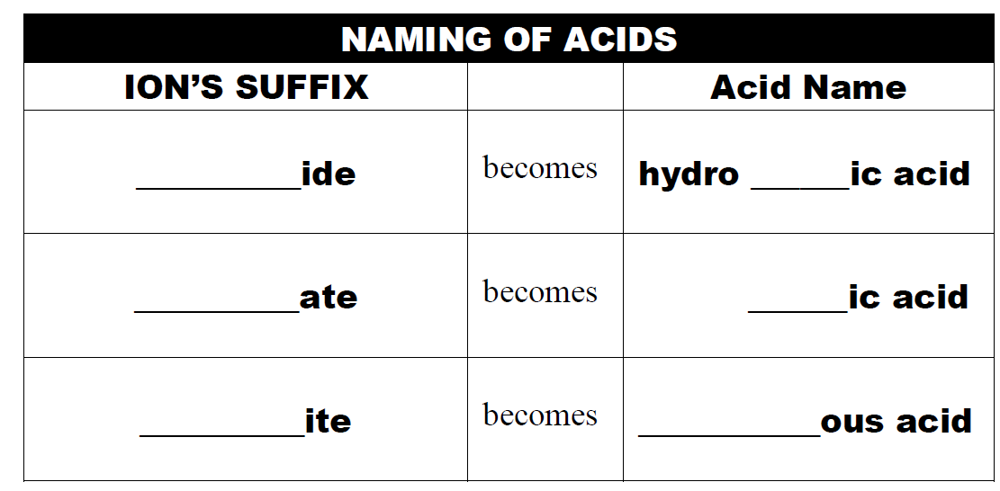 NAMING OF ACIDS
ION’S SUFFIX Acid Name
__________ide becomes hydro ______ic acid
__________ate becomes ______ic acid
__________ite becomes ___________ous acid